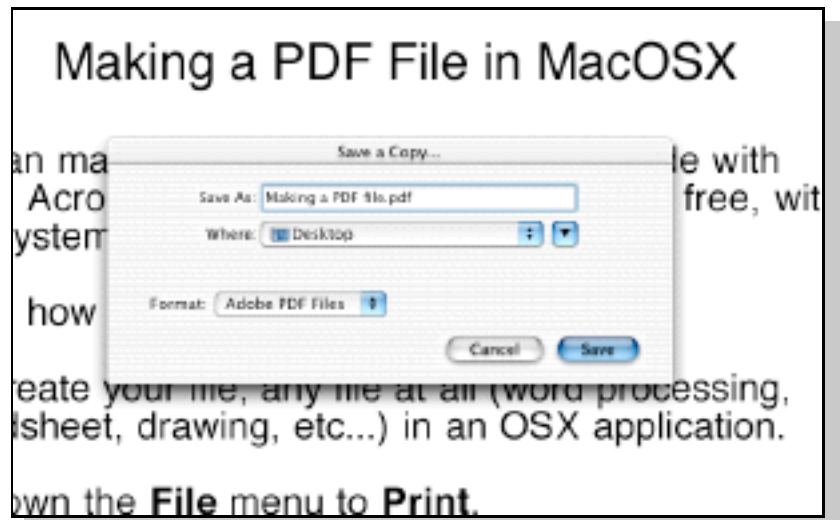 Making a PDF File in MacOSX
Save a Copy...
an ma le with
Save As: Making a PDF file.pdf
Acro free, wit
Where: Desktop
ystem
Format: Adobe PDF Files
how
Cancel Save
reate your file, any file at all (word processing,
dsheet, drawing, etc...) in an OSX application.
own the File menu to Print.